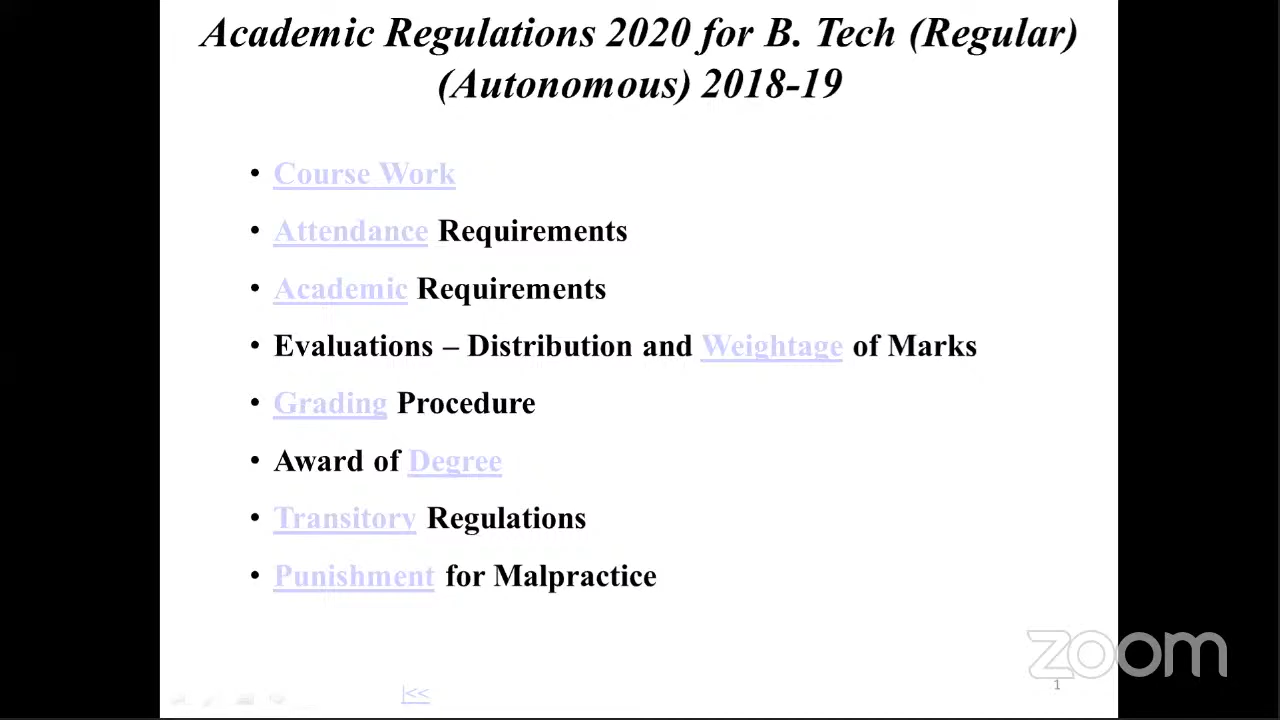 Academic Regulations 2020 for B. Tech (Regular)
(Autonomous) 2018-19
• Course Work
• Attendance Requirements
• Academic Requirements
• Evaluations – Distribution and Weightage of Marks
• Grading Procedure
• Award of Degree
• Transitory Regulations
• Punishment for Malpractice
zoom
1
|<<